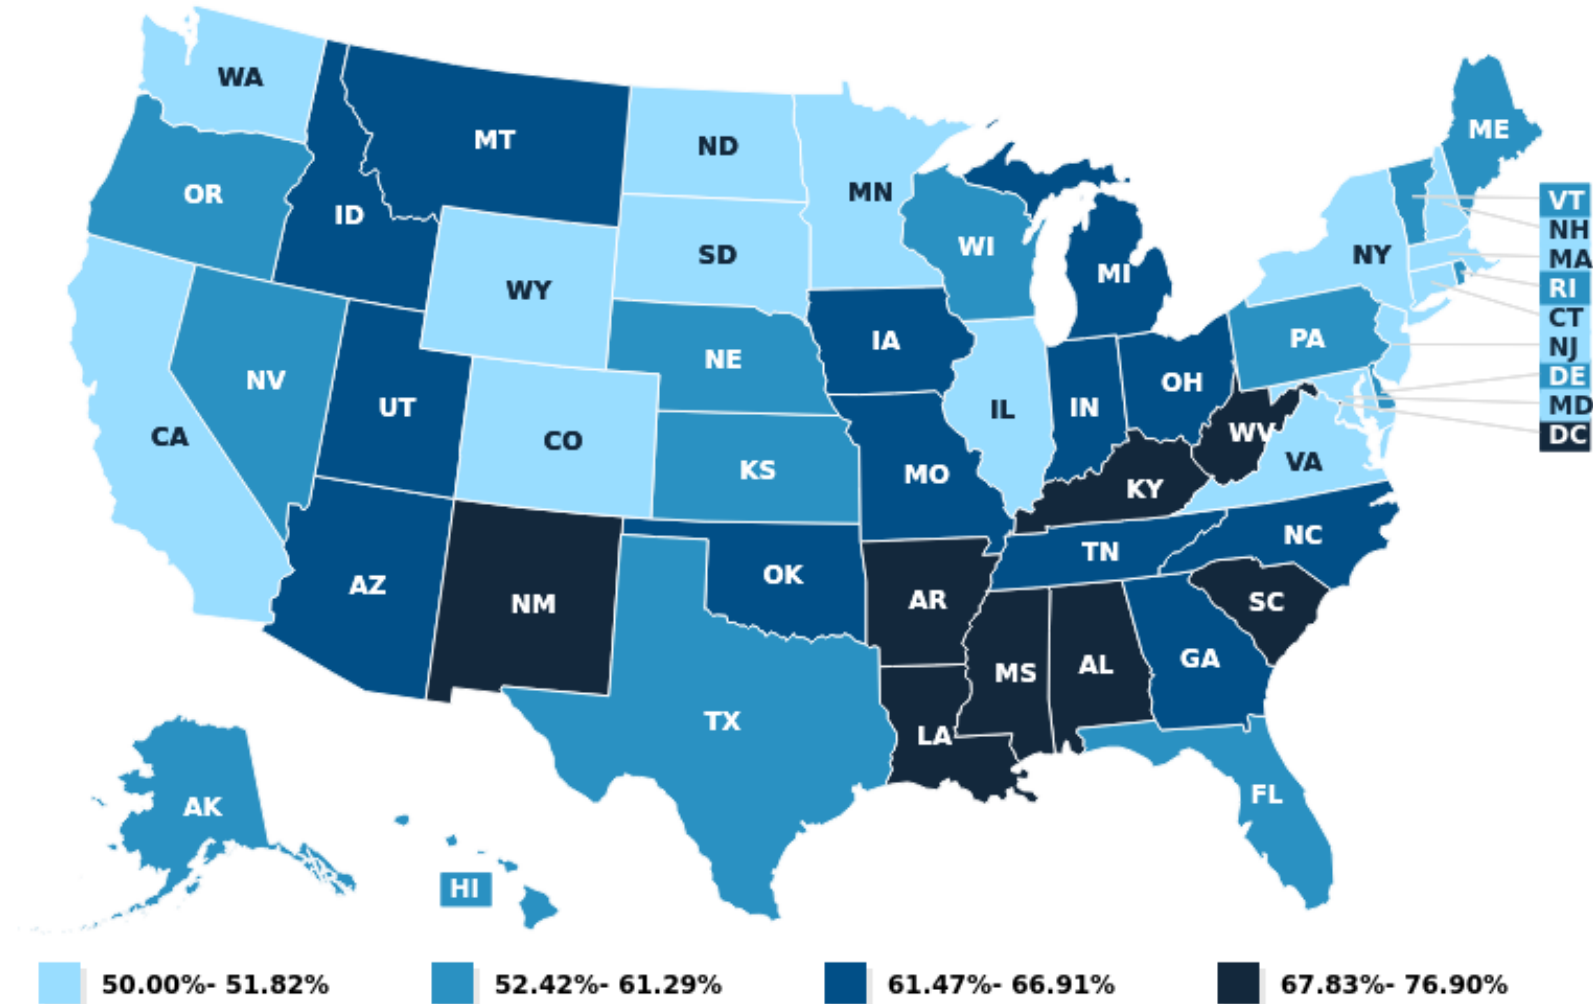 WA
MT
ND
MN
ME
OR
ID
VT
NH
SD
WI
NY
MA
WY
MI
RI
CT
IA
PA
NJ
NE
DE
NV
OH
UT
IL
IN
MD
CA
CO
WV
DC
VA
KS
MO
KY
NC
TN
AZ
OK
NM
AR
SC
GA
MS
AL
TX
LA
FL
AK
HI
50.00%- 51.82%
52.42%- 61.29%
61.47%- 66.91%
67.83%- 76.90%